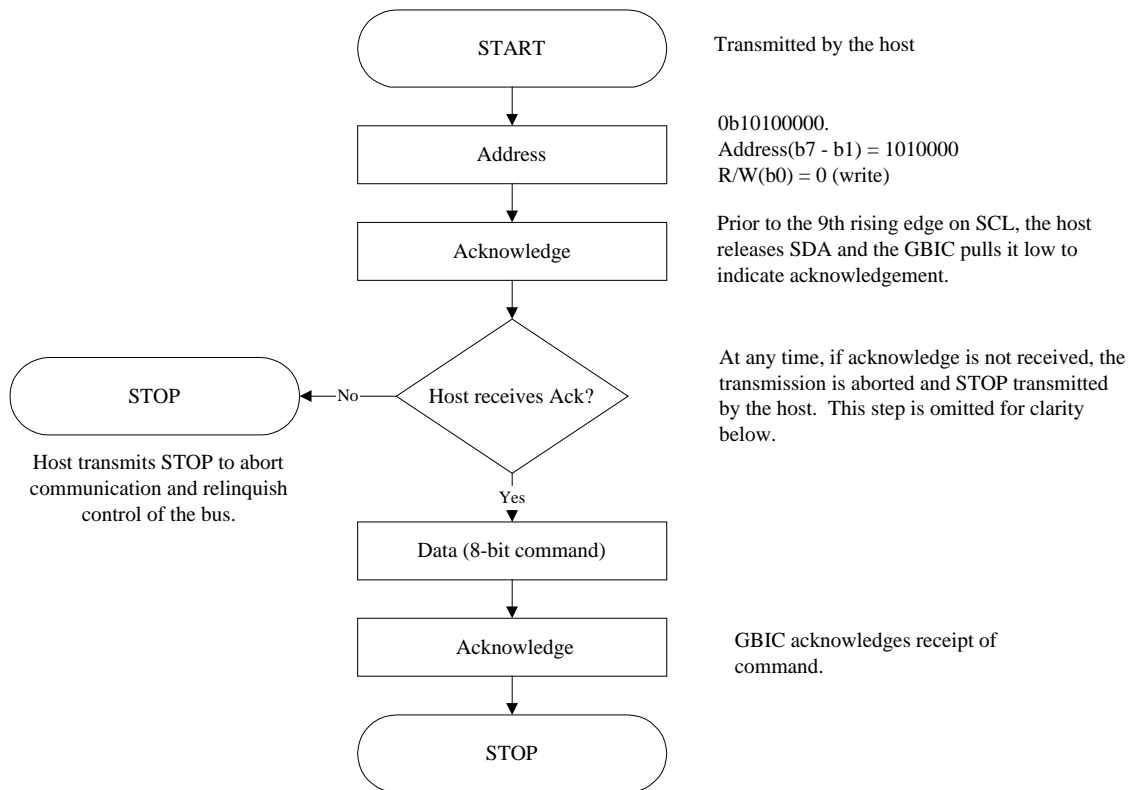 START
Transmitted by the host
Address
0b10100000.
Address(b7 - b1) = 1010000
R/W(b0) = 0 (write)
Acknowledge
Prior to the 9th rising edge on SCL, the host
releases SDA and the GBIC pulls it low to
indicate acknowledgement.
STOP
No
Host receives Ack?
At any time, if acknowledge is not received, the
transmission is aborted and STOP transmitted
by the host. This step is omitted for clarity
below.
Host transmits STOP to abort
communication and relinquish
control of the bus.
Yes
Data (8-bit command)
Acknowledge
GBIC acknowledges receipt of
command.
STOP